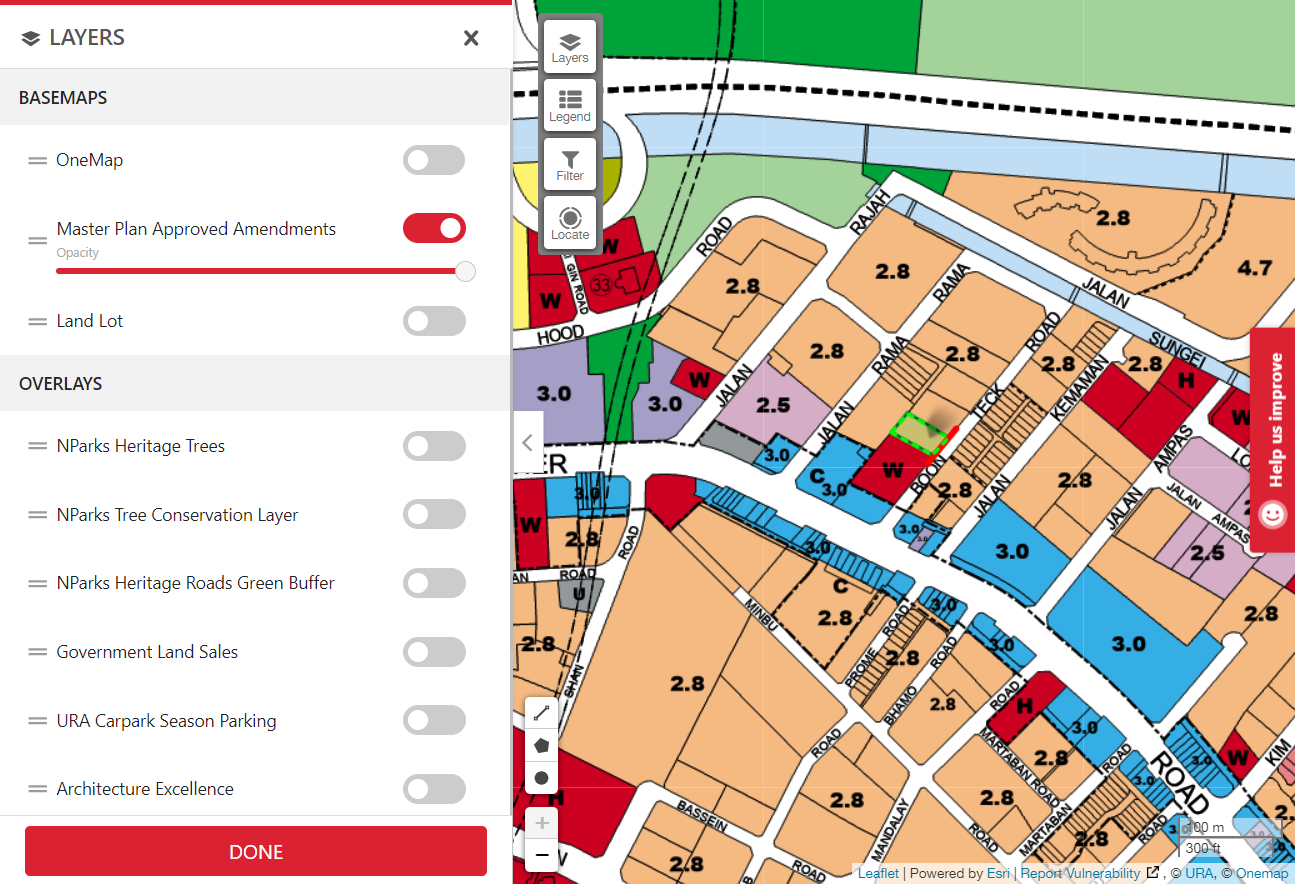 LAYERS
BASEMAPS
OneMap
Master Plan Approved Amendments
Opacity
Land Lot
OVERLAYS
NParks Heritage Trees
NParks Tree Conservation Layer
NParks Heritage Roads Green Buffer
Government Land Sales
URA Carpark Season Parking
Architecture Excellence
DONE
Layers
Legend
Filter
Locate
Help us improve
ROAD
RAJAH
2.8
4.7
W
GIN ROAD
33
W
HOOD
2.8
2.8
RAMA
JALAN
SUNGEI
2.8
RAMA
2.8
ROAD
2.8
2.8
KEMAMAN
H
W
3.0
3.0
W
JALAN
2.5
JALAN
TECK
AMPAS
ER
3.0
C
3.0
W
BOON
2.8
JALAN
2.8
JALAN
JALAN
AMPAS
W
3.0
2.8
ROAD
3.0
C
3.0
3.0
3.0
2.5
AN
ROAD
U
2.8
SHAN
MINBU
2.8
2.8
PROME
ROAD
2.8
3.0
BHAMO
ROAD
3.0
3.0
2.8
2.8
ROAD
H
3.0
MARTABAN ROAD
2.8
ROAD
3.0
ROAD
3.0
W
KIM
H
BASSEIN
2.8
ROAD
2.8
MANDALAY
2.8
ROAD
MARTABAN
2.8
ROAD
ROAD
100 m
300 ft
Leaflet | Powered by Esri | Report Vulnerability , © URA, © Onemap